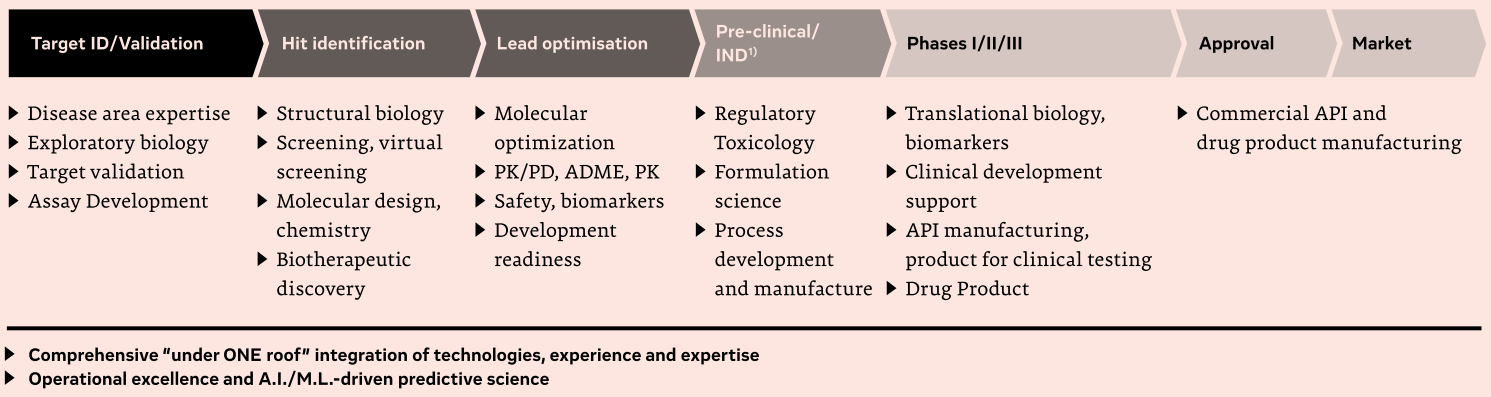 Target ID/Validation
Hit identification
Lead optimisation
Pre-clinical/
IND¹⁾
Phases I/II/III
Approval
Market
▶ Disease area expertise
▶ Exploratory biology
▶ Target validation
▶ Assay Development
▶ Structural biology
▶ Screening, virtual
screening
▶ Molecular design,
chemistry
▶ Biotherapeutic
discovery
▶ Molecular
optimization
▶ PK/PD, ADME, PK
▶ Safety, biomarkers
▶ Development
readiness
▶ Regulatory
Toxicology
▶ Formulation
science
▶ Process
development
and manufacture
▶ Translational biology,
biomarkers
▶ Clinical development
support
▶ API manufacturing,
product for clinical testing
▶ Drug Product
▶ Commercial API and
drug product manufacturing
▶ Comprehensive "under ONE roof" integration of technologies, experience and expertise
▶ Operational excellence and A.I./M.L.-driven predictive science